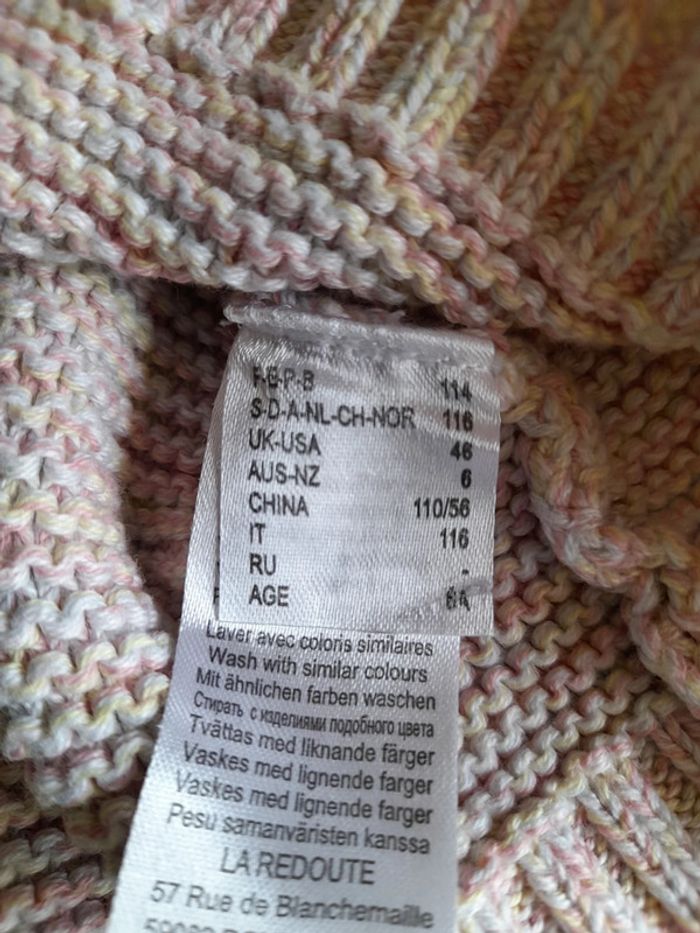 F-E-P-B 114
S-D-A-NL-CH-NOR 116
UK-USA 46
AUS-NZ 6
CHINA 110/56
IT 116
RU -
AGE 6A
Laver avec coloris similaires
Wash with similar colours
Mit ähnlichen farben waschen
Стирать с изделиями подобного цвета
Tvättas med liknande färger
Vaskes med lignende farger
Vaskes med lignende farger
Pesu samanväristen kanssa
LA REDOUTE
57 Rue de Blanchemaille